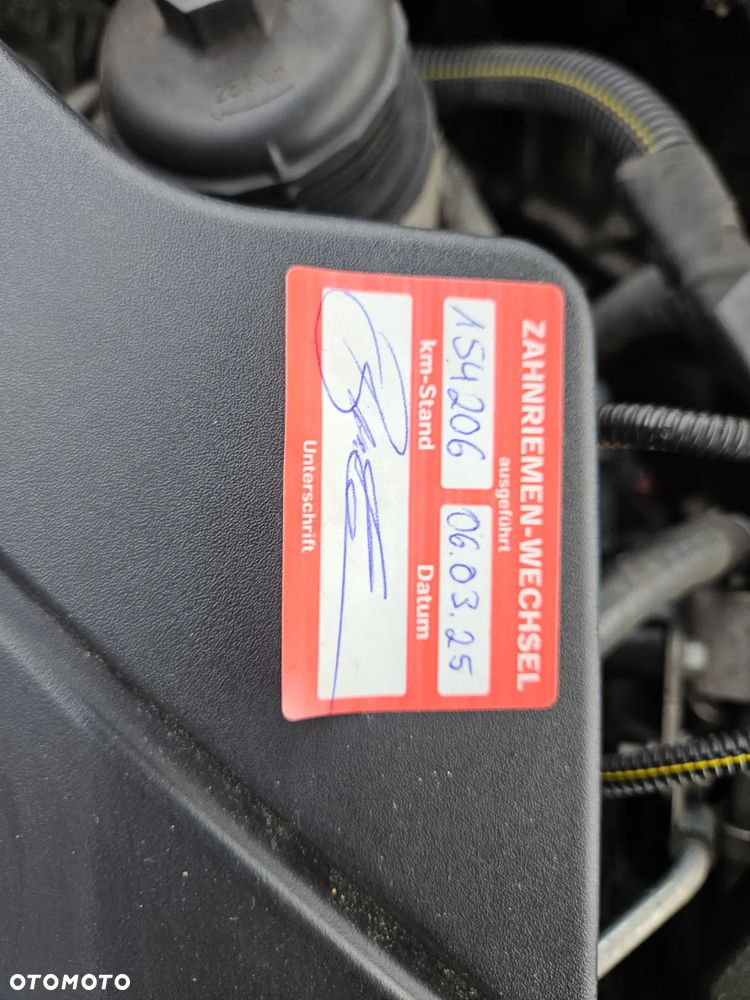 ZAHNRIEMEN-WECHSEL
ausgeführt
154206 06.03.25
km-Stand Datum
Unterschrift
OTOMOTO